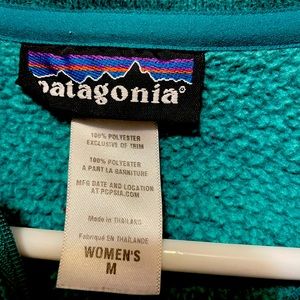 patagonia®
100% POLYESTER
EXCLUSIVE OF TRIM
100% POLYESTER
A PART LA GARNITURE
MFG DATE AND LOCATION
AT PCPSIA.COM
Made in THAILAND
Fabriqué EN THAILANDE
WOMEN'S
M